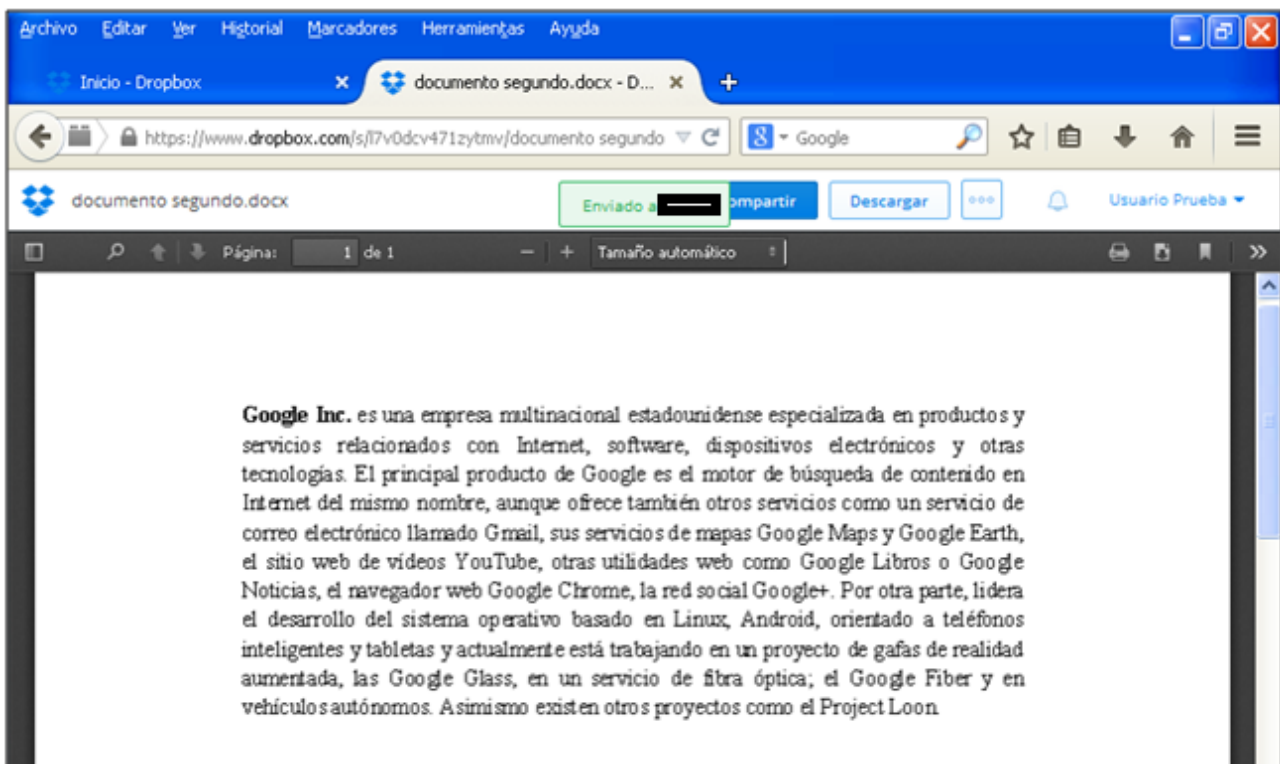 Archivo Editar Ver Historial Marcadores Herramientas Ayuda
Inicio - Dropbox documento segundo.docx - D...
https://www.dropbox.com/s/l7v0dcv471zytmv/documento segundo Google
documento segundo.docx Enviado a ompartir Descargar Usuario Prueba
Página: 1 de 1 Tamaño automático
Google Inc. es una empresa multinacional estadounidense especializada en productos y
servicios relacionados con Internet, software, dispositivos electrónicos y otras
tecnologías. El principal producto de Google es el motor de búsqueda de contenido en
Internet del mismo nombre, aunque ofrece también otros servicios como un servicio de
correo electrónico llamado Gmail, sus servicios de mapas Google Maps y Google Earth,
el sitio web de vídeos YouTube, otras utilidades web como Google Libros o Google
Noticias, el navegador web Google Chrome, la red social Google+. Por otra parte, lidera
el desarrollo del sistema operativo basado en Linux, Android, orientado a teléfonos
inteligentes y tabletas y actualmente está trabajando en un proyecto de gafas de realidad
aumentada, las Google Glass, en un servicio de fibra óptica; el Google Fiber y en
vehículos autónomos. Asimismo existen otros proyectos como el Project Loon.